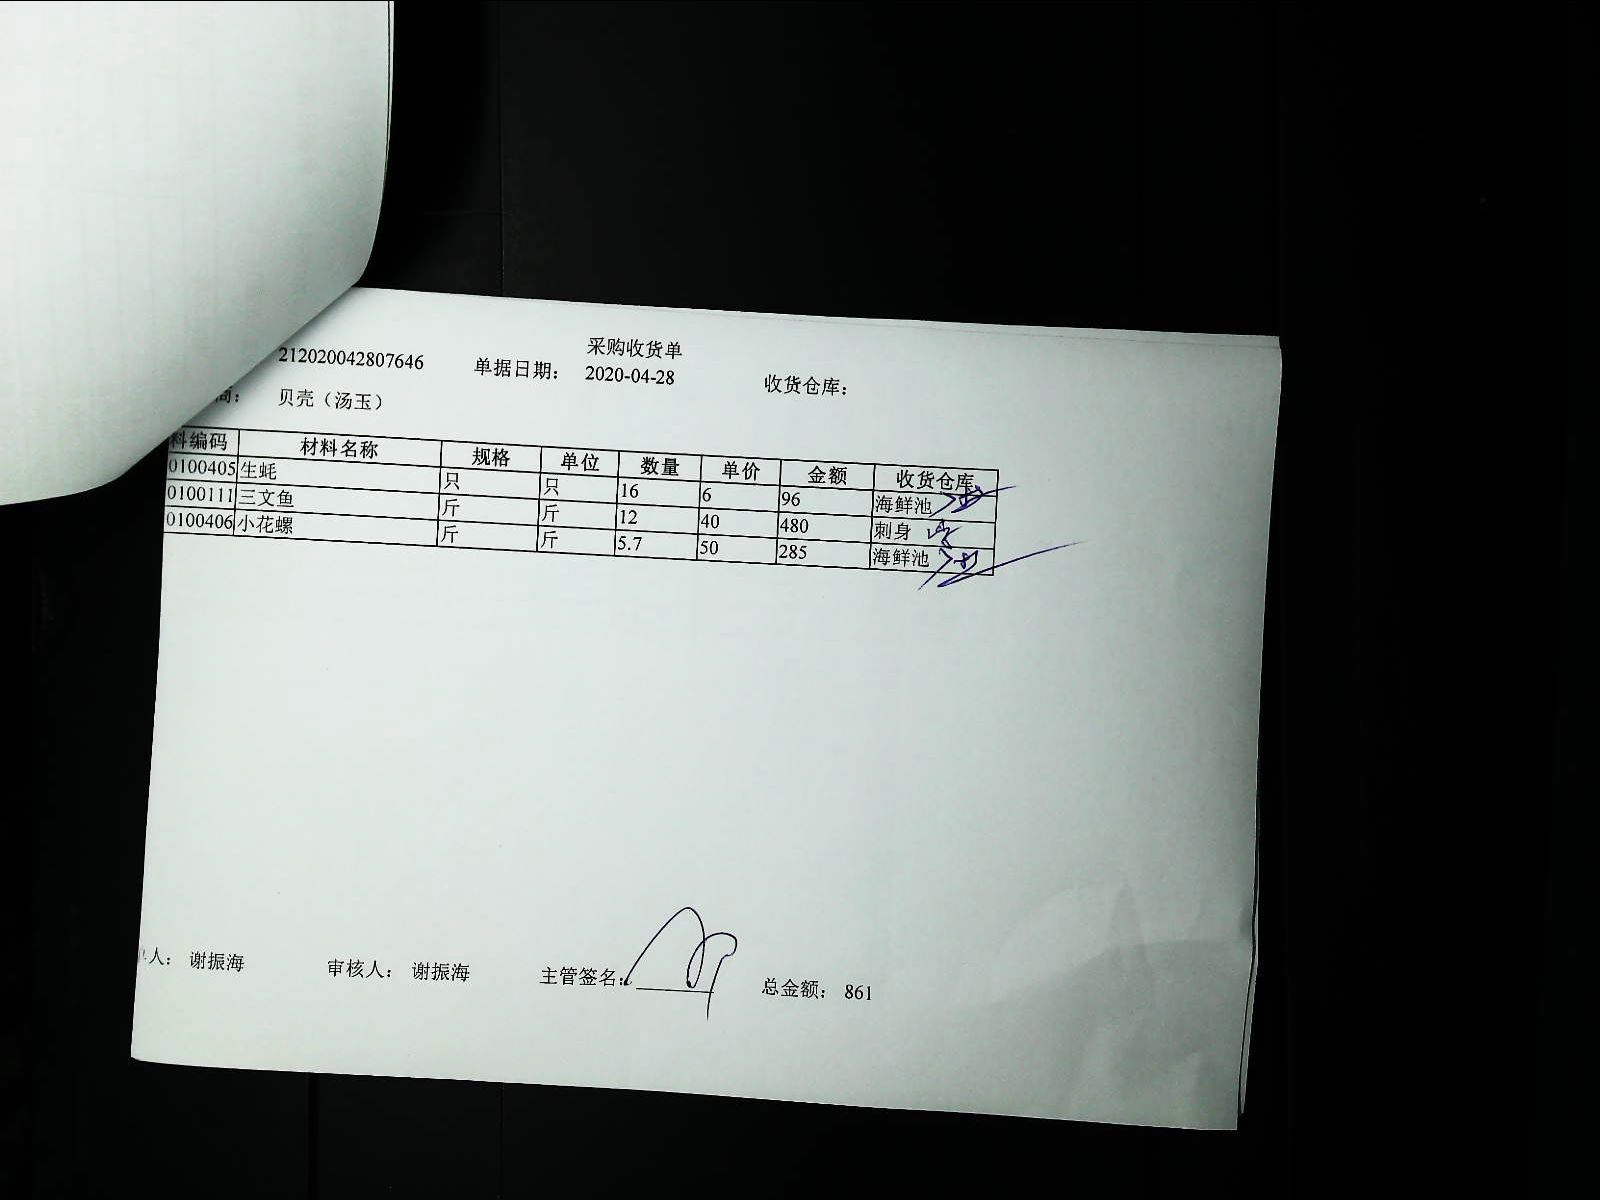 采购收货单
212020042807646 单据日期: 2020-04-28 收货仓库:
商: 贝壳（汤玉）
料编码 材料名称 规格 单位 数量 单价 金额 收货仓库
0100405 生蚝 只 只 16 6 96 海鲜池
0100111 三文鱼 斤 斤 12 40 480 刺身
0100406 小花螺 斤 斤 5.7 50 285 海鲜池
人: 谢振海 审核人: 谢振海 主管签名: 总金额: 861